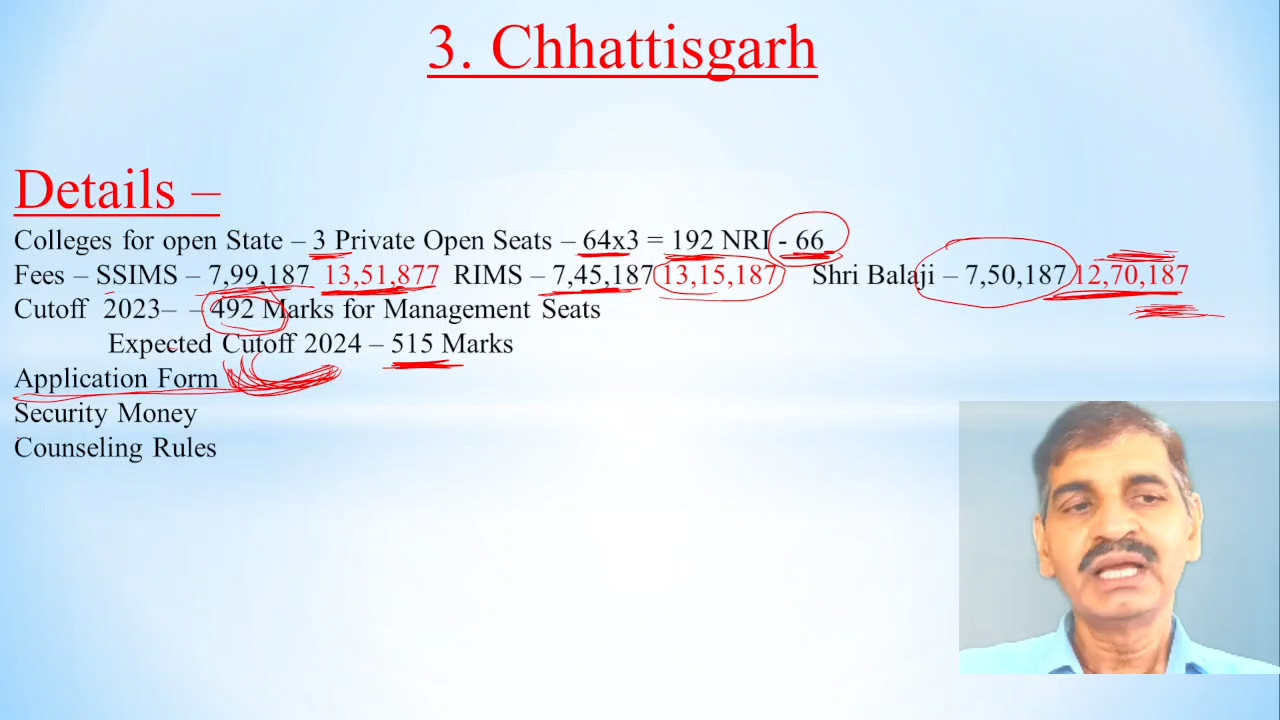 3. Chhattisgarh
Details –
Colleges for open State – 3 Private Open Seats – 64x3 = 192 NRI - 66
Fees – SSIMS – 7,99,187 13,51,877 RIMS – 7,45,187 13,15,187 Shri Balaji – 7,50,187 12,70,187
Cutoff 2023– – 492 Marks for Management Seats
Expected Cutoff 2024 – 515 Marks
Application Form
Security Money
Counseling Rules